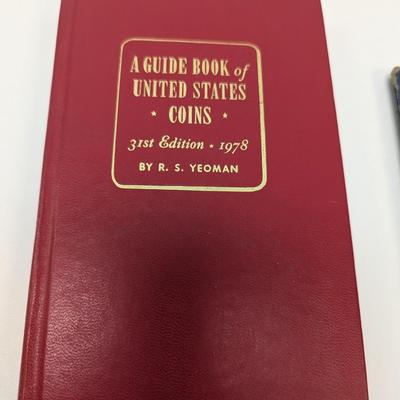 A GUIDE BOOK of
UNITED STATES
★ COINS ★
31st Edition ★ 1978
BY R. S. YEOMAN